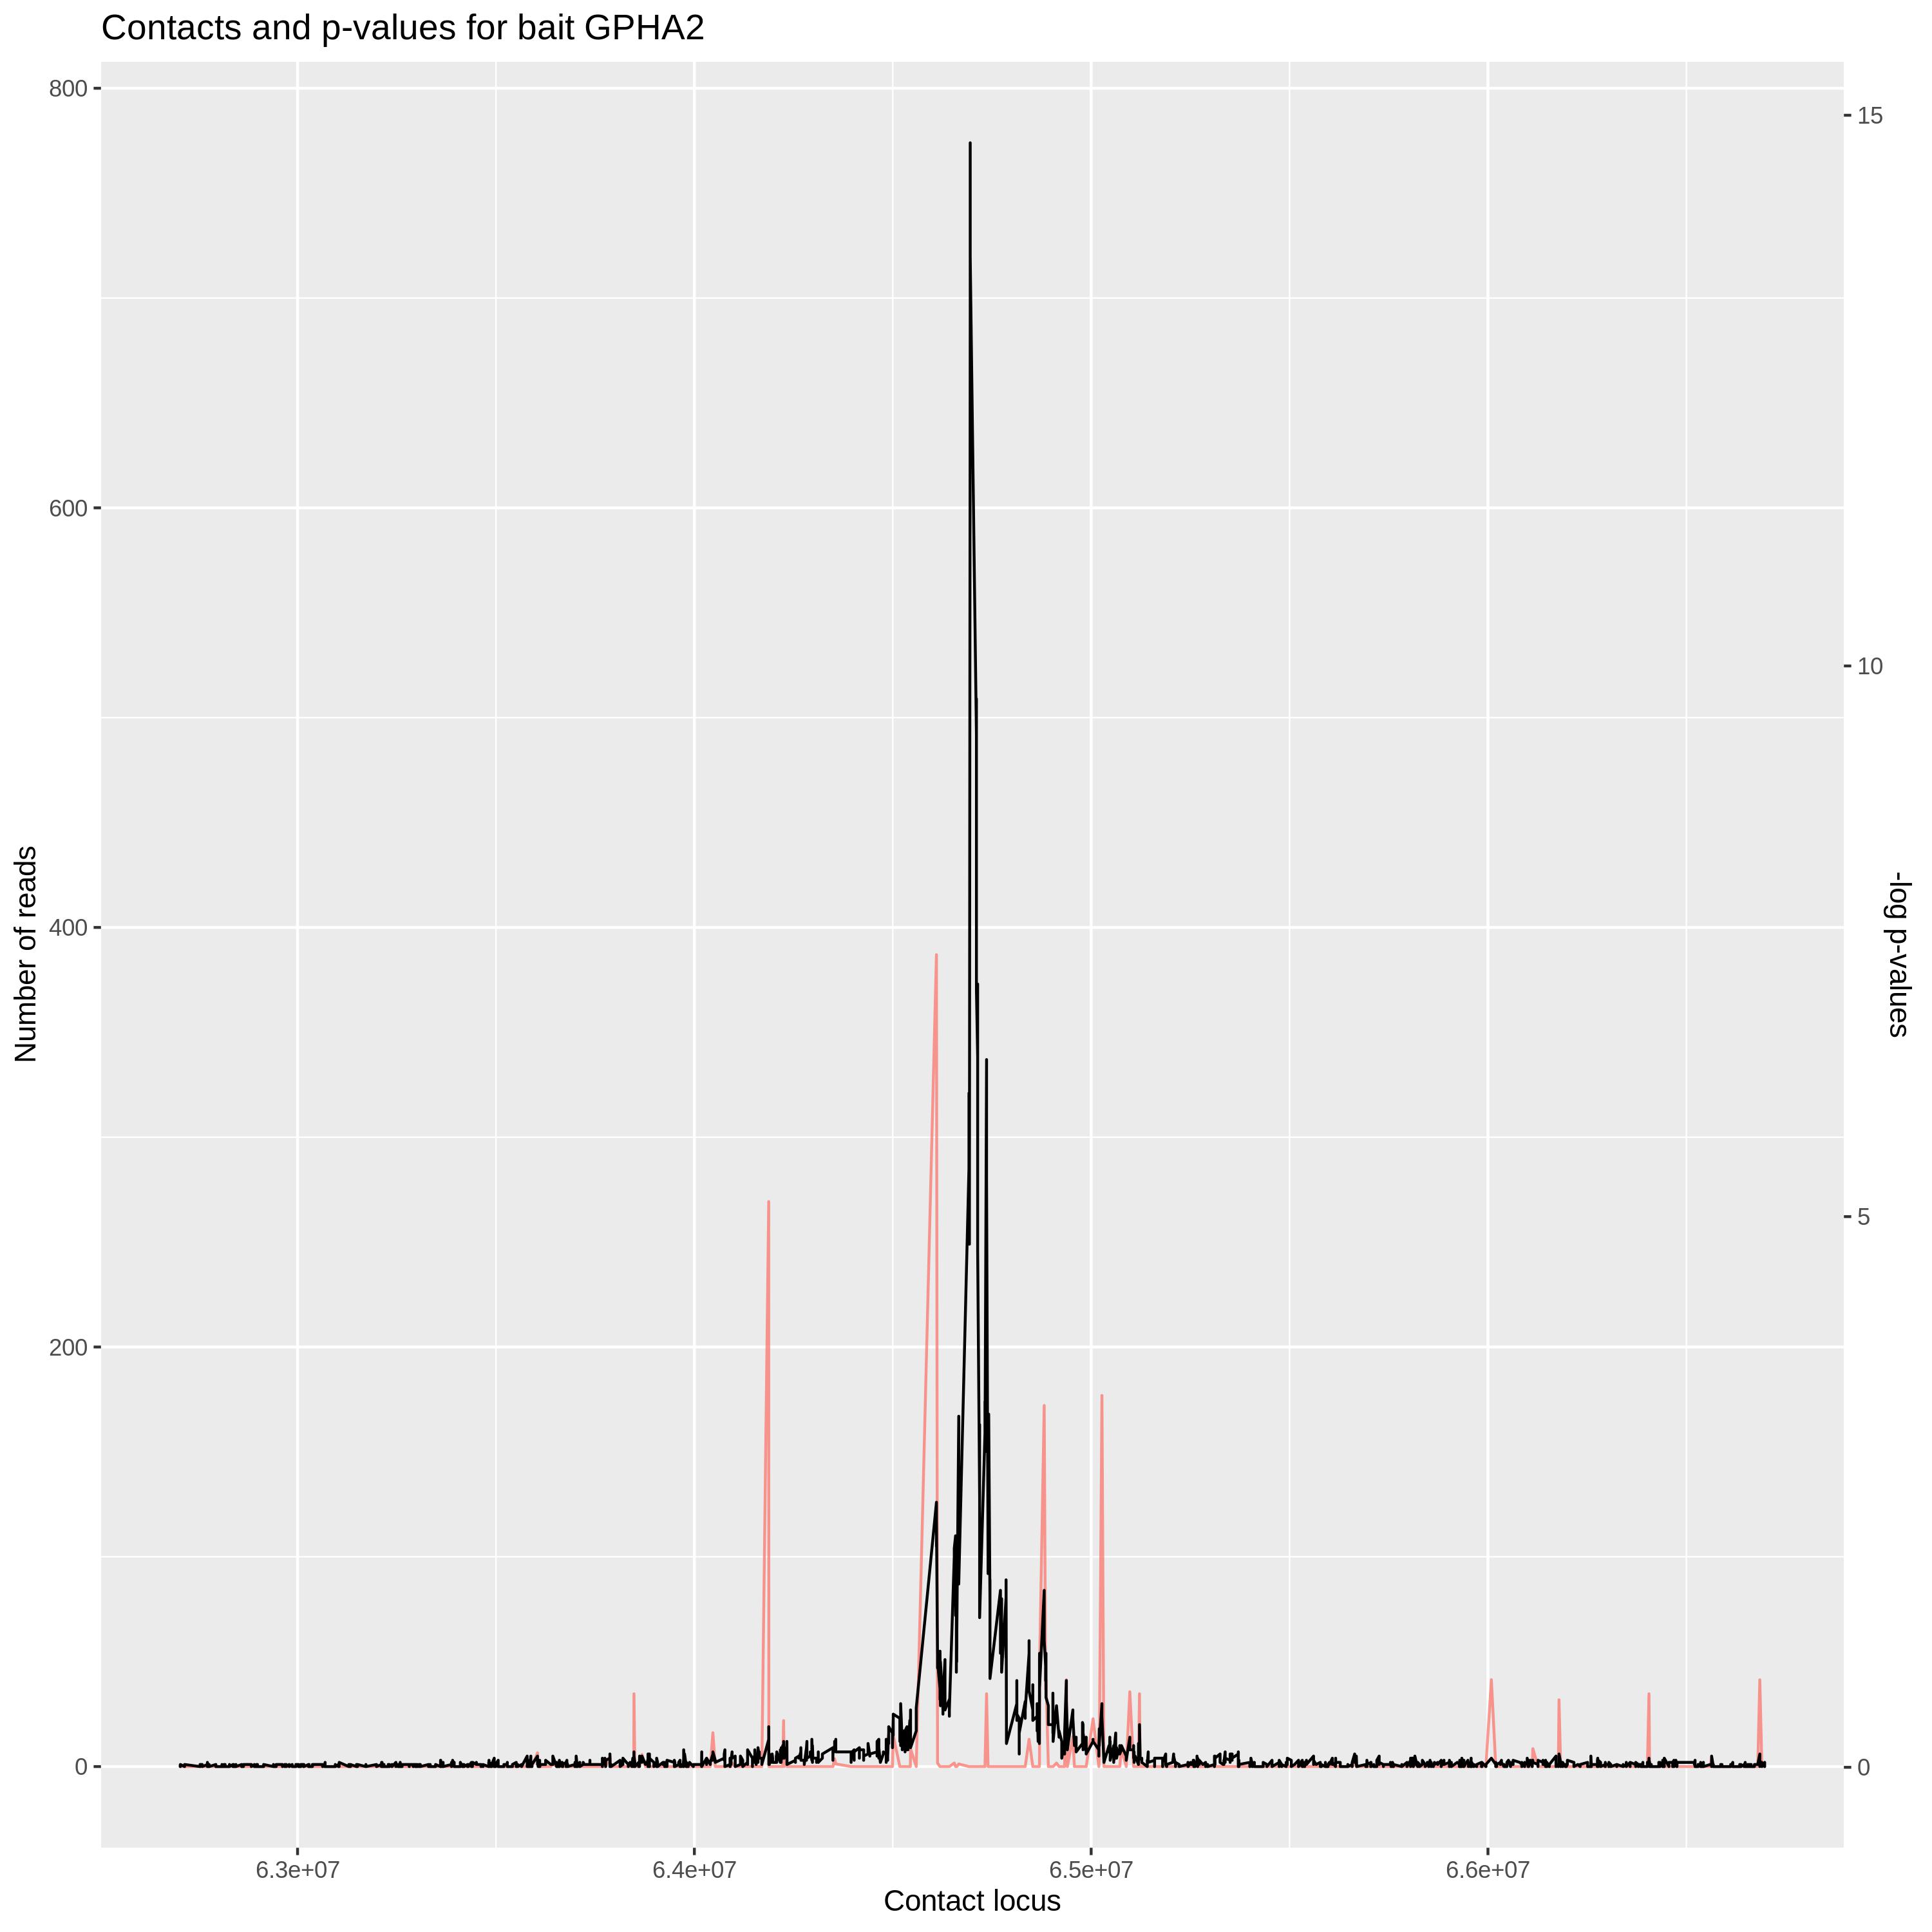 Contacts and p-values for bait GPHA2
800
600
400
200
0
Number of reads
15
10
5
0
-log p-values
6.3e+07
6.4e+07
6.5e+07
6.6e+07
Contact locus